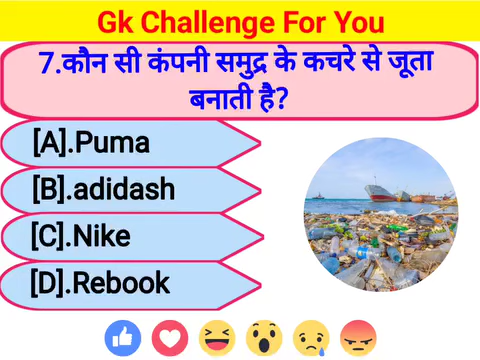 Gk Challenge For You
7.कौन सी कंपनी समुद्र के कचरे से जूता
बनाती है?
[A].Puma
[B].adidash
[C].Nike
[D].Rebook